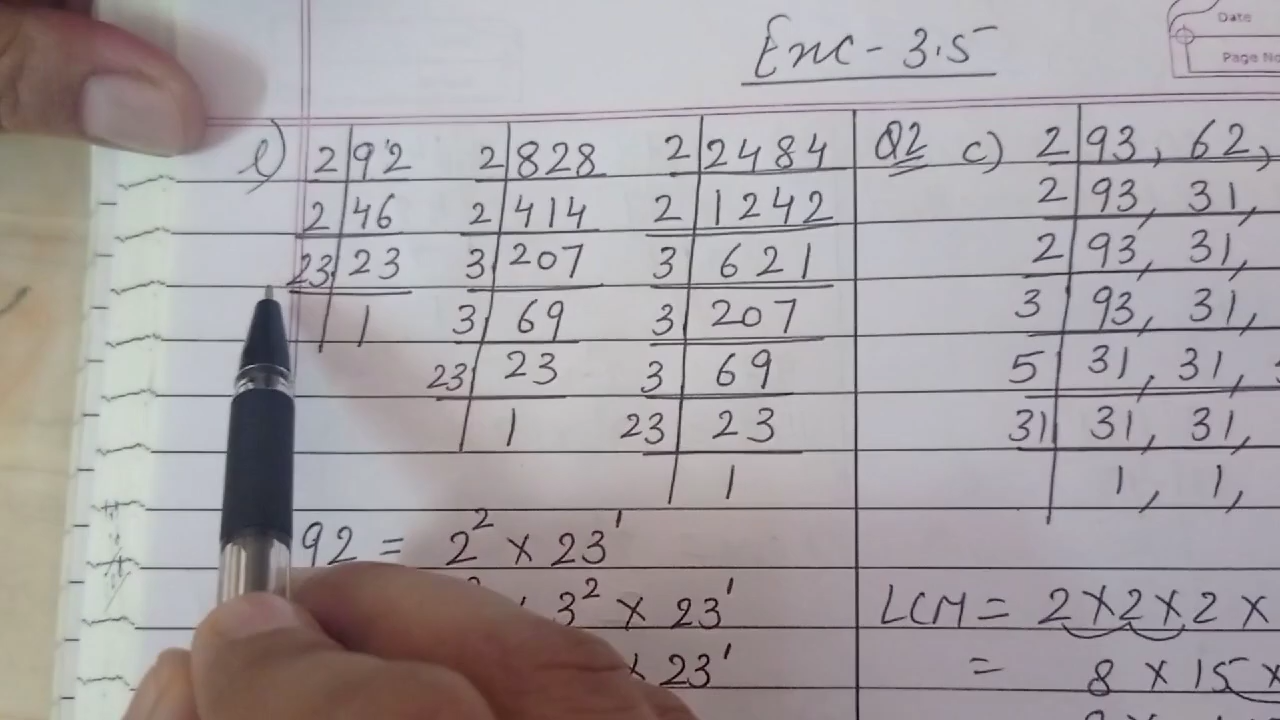 Date
Page No
Exc - 3.5
e) 2 92 2 828 2 2484 Q2 c) 2 93, 62,
2 46 2 414 2 1242 2 93, 31,
23 23 3 207 3 621 2 93, 31,
1 3 69 3 207 3 93, 31,
23 23 3 69 5 31, 31,
1 23 23 31 31, 31,
1 1, 1,
92 = 2² × 23¹
3² × 23¹ LCM = 2 × 2 × 2 ×
× 23¹ = 8 × 15 ×